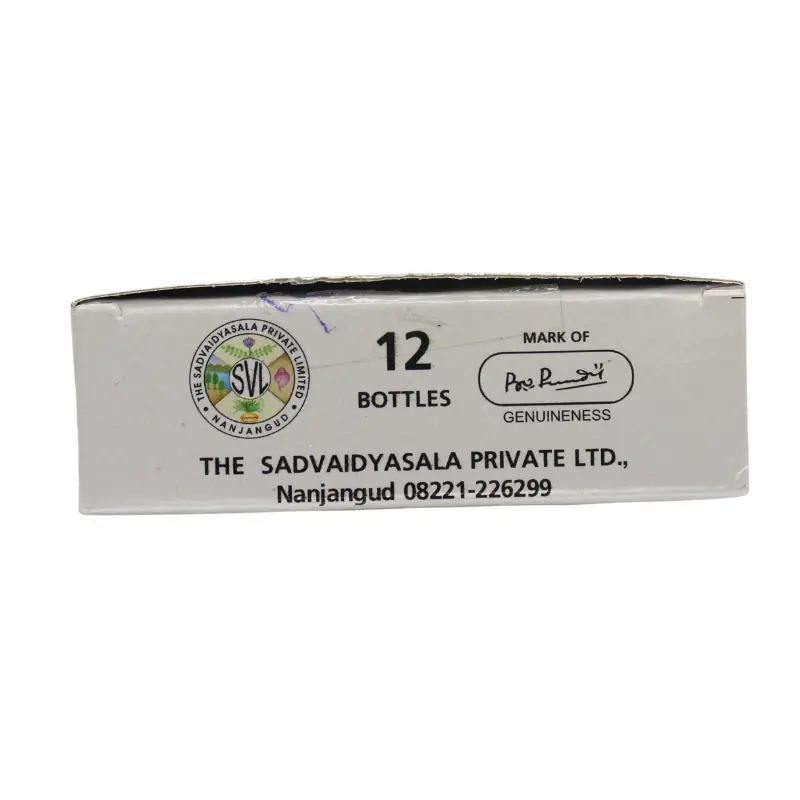 THE SADVAIDYASALA PRIVATE LIMITED
• NANJANGUD •
SVL
12
BOTTLES
MARK OF
GENUINENESS
THE SADVAIDYASALA PRIVATE LTD.,
Nanjangud 08221-226299